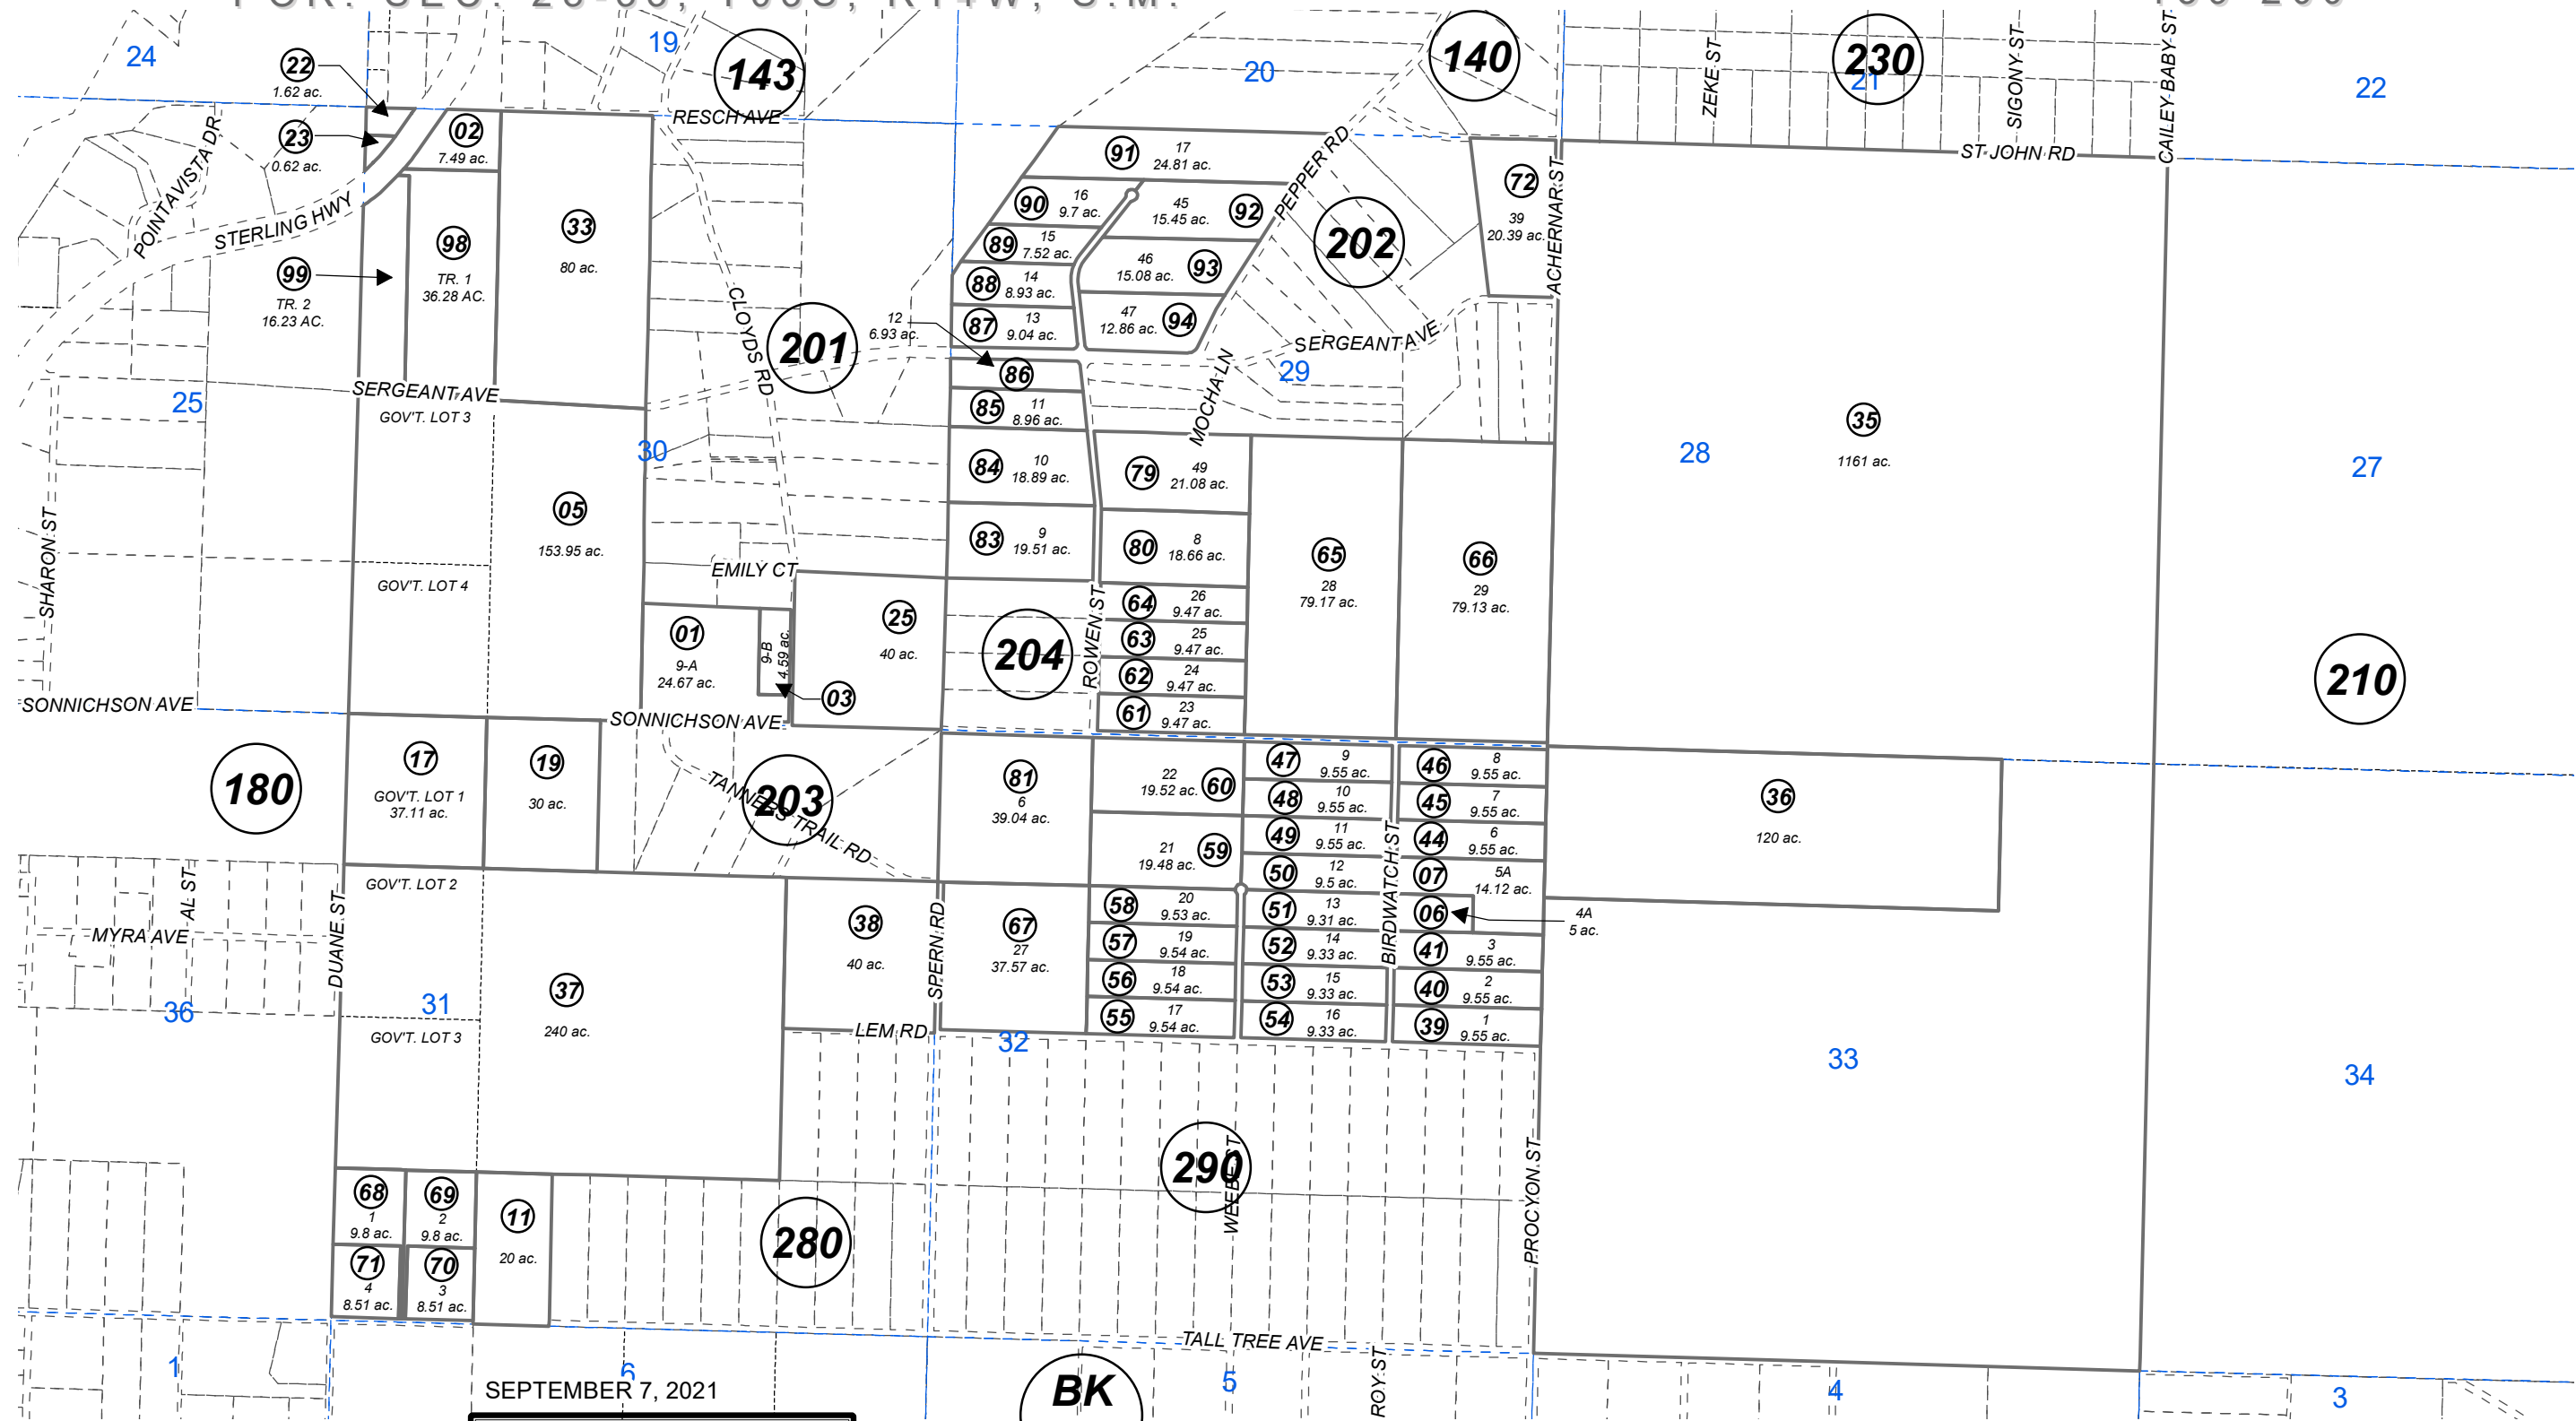 24
19
20
21
22
143
140
230
22
1.62 ac.
23
0.62 ac.
02
7.49 ac.
RESCH AVE
ZEKE ST
SIGONY ST
CAILEY BABY ST
ST JOHN RD
POINTAVISTA DR
STERLING HWY
33
80 ac.
98
TR. 1
36.28 AC.
99
TR. 2
16.23 AC.
91
17
24.81 ac.
90
16
9.7 ac.
45
15.45 ac.
92
89
15
7.52 ac.
46
15.08 ac.
93
88
14
8.93 ac.
87
13
9.04 ac.
47
12.86 ac.
94
PEPPER RD
202
72
39
20.39 ac.
ACHERNAR ST
CLOYDS RD
201
12
6.93 ac.
86
85
11
8.96 ac.
SERGEANT AVE
29
MOCHA LN
SERGEANT AVE
GOV'T. LOT 3
25
30
35
1161 ac.
28
27
84
10
18.89 ac.
79
49
21.08 ac.
05
153.95 ac.
83
9
19.51 ac.
80
8
18.66 ac.
65
28
79.17 ac.
66
29
79.13 ac.
SHARON ST
GOV'T. LOT 4
EMILY CT
01
9-A
24.67 ac.
9-B
4.59 ac.
03
25
40 ac.
204
ROWEN ST
64
26
9.47 ac.
63
25
9.47 ac.
62
24
9.47 ac.
61
23
9.47 ac.
210
SONNICHSON AVE
SONNICHSON AVE
180
17
GOV'T. LOT 1
37.11 ac.
19
30 ac.
203
TANNERS TRAIL RD
81
6
39.04 ac.
22
19.52 ac.
60
21
19.48 ac.
59
47
9
9.55 ac.
48
10
9.55 ac.
49
11
9.55 ac.
50
12
9.5 ac.
51
13
9.31 ac.
52
14
9.33 ac.
53
15
9.33 ac.
54
16
9.33 ac.
BIRDWATCH ST
46
8
9.55 ac.
45
7
9.55 ac.
44
6
9.55 ac.
07
5A
14.12 ac.
06
4A
5 ac.
41
3
9.55 ac.
40
2
9.55 ac.
39
1
9.55 ac.
36
120 ac.
GOV'T. LOT 2
AL ST
MYRA AVE
DUANE ST
36
31
37
240 ac.
GOV'T. LOT 3
38
40 ac.
SPERN RD
LEM RD
67
27
37.57 ac.
32
58
20
9.53 ac.
57
19
9.54 ac.
56
18
9.54 ac.
55
17
9.54 ac.
33
34
290
PROCYON ST
68
1
9.8 ac.
69
2
9.8 ac.
71
4
8.51 ac.
70
3
8.51 ac.
11
20 ac.
280
TALL TREE AVE
1
6
5
4
3
ROY ST
SEPTEMBER 7, 2021
BK